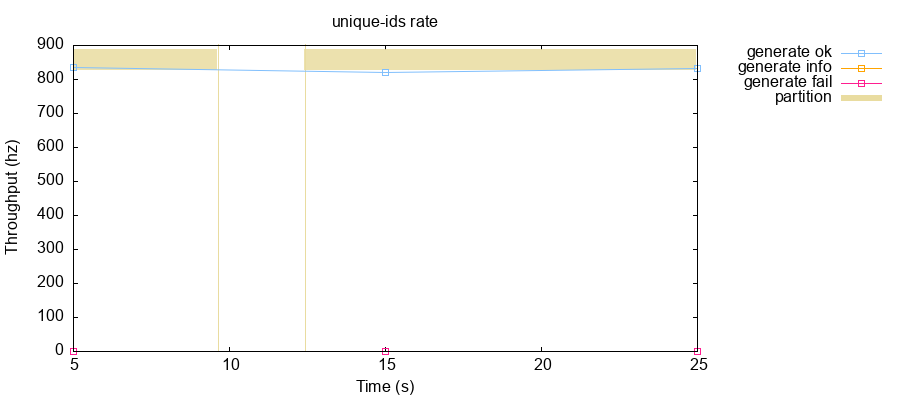 unique-ids rate
generate ok
generate info
generate fail
partition
Throughput (hz)
900
800
700
600
500
400
300
200
100
0
5
10
15
20
25
Time (s)